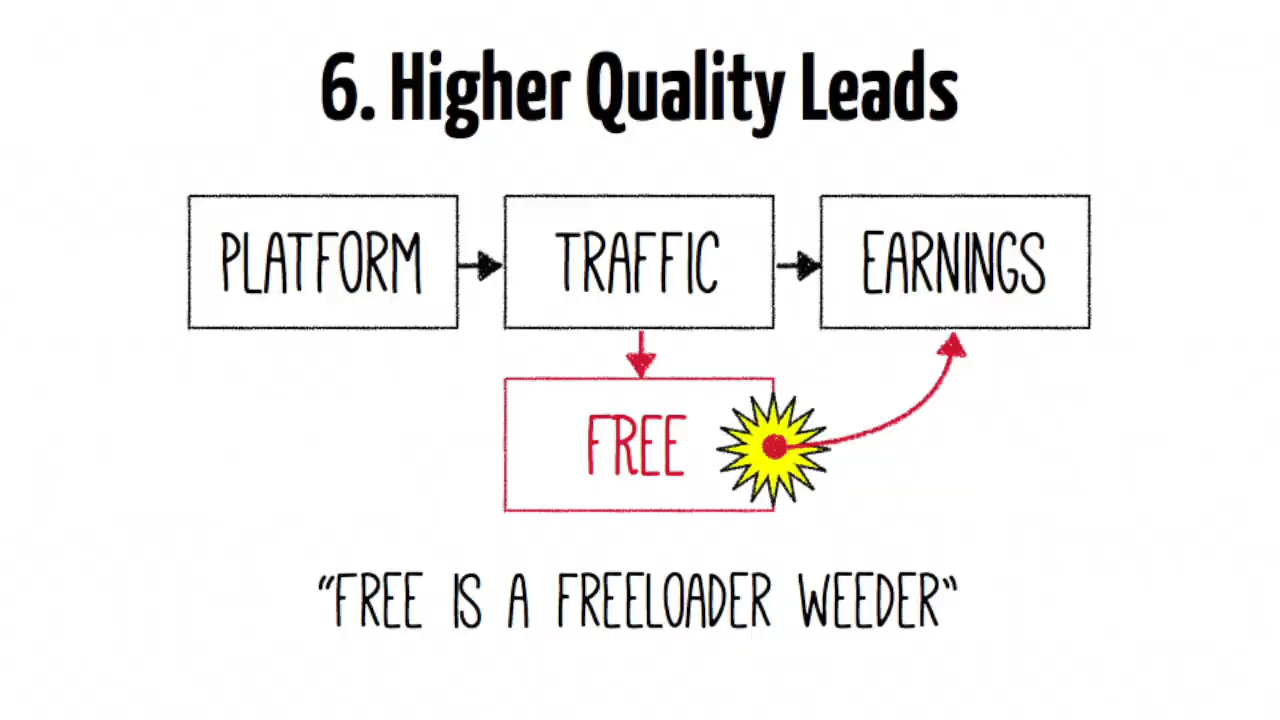 6. Higher Quality Leads
PLATFORM
TRAFFIC
EARNINGS
FREE
“FREE IS A FREELOADER WEEDER“